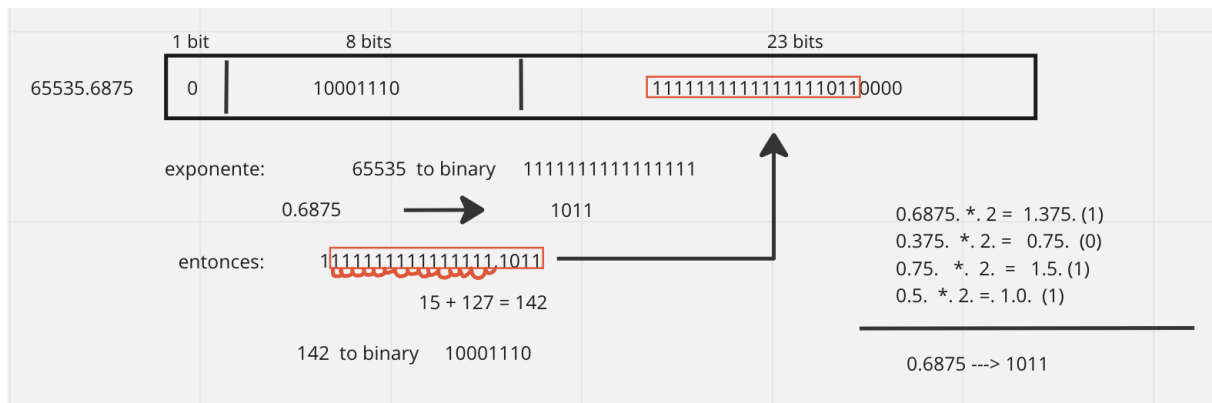 1 bit 8 bits 23 bits
65535.6875 0 10001110 11111111111111110110000
exponente: 65535 to binary 1111111111111111
0.6875 1011
entonces: 1111111111111111.1011
15 + 127 = 142
142 to binary 10001110
0.6875. *. 2 = 1.375. (1)
0.375. *. 2. = 0.75. (0)
0.75. *. 2. = 1.5. (1)
0.5. *. 2. =. 1.0. (1)
0.6875 ---> 1011